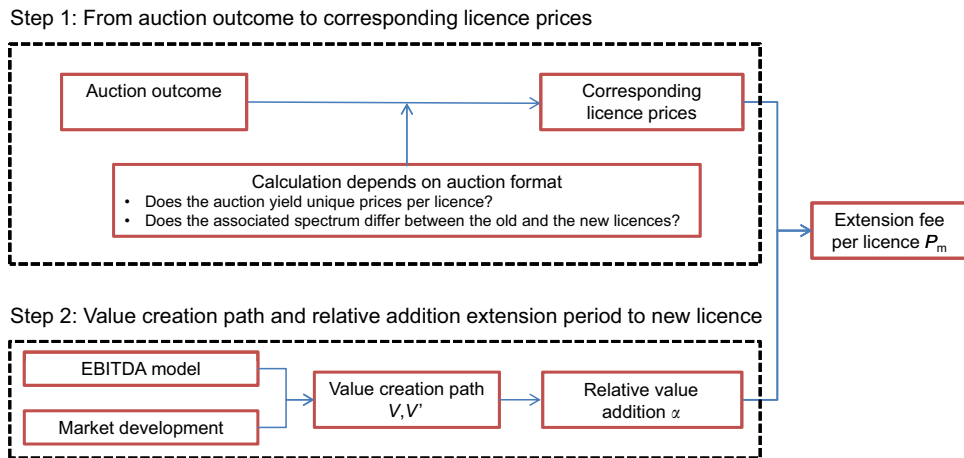 Step 1: From auction outcome to corresponding licence prices
Auction outcome
Corresponding
licence prices
Calculation depends on auction format
• Does the auction yield unique prices per licence?
• Does the associated spectrum differ between the old and the new licences?
Extension fee
per licence Pm
Step 2: Value creation path and relative addition extension period to new licence
EBITDA model
Market development
Value creation path
V,V’
Relative value
addition α